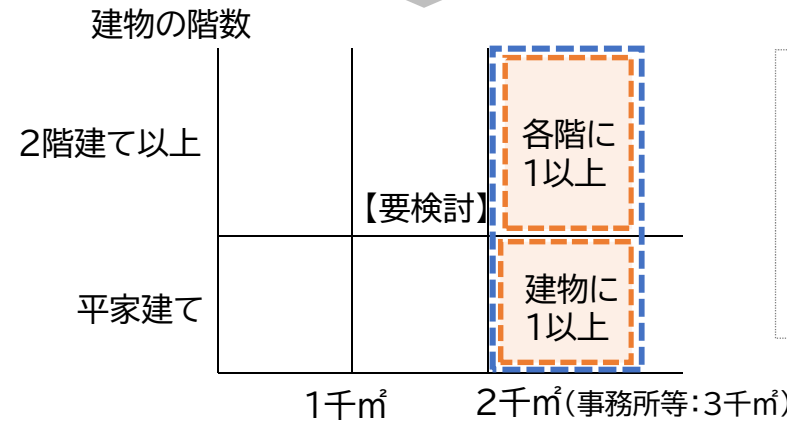 建物の階数
2階建て以上
各階に
1以上
【要検討】
平家建て
建物に
1以上
1千㎡
2千㎡(事務所等：3千㎡)